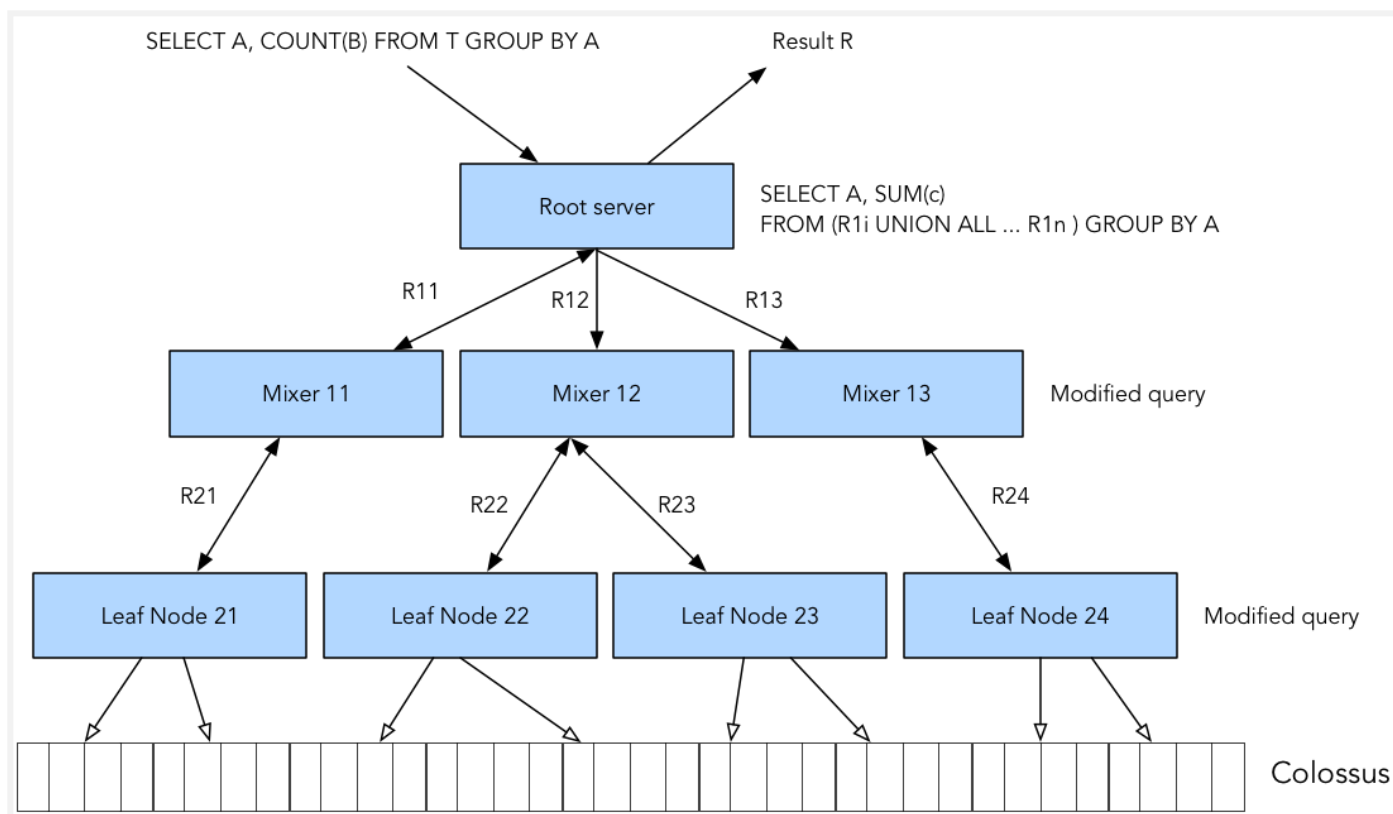 SELECT A, COUNT(B) FROM T GROUP BY A
Result R
Root server
SELECT A, SUM(c)
FROM (R1i UNION ALL ... R1n ) GROUP BY A
R11
R12
R13
Mixer 11
Mixer 12
Mixer 13
Modified query
R21
R22
R23
R24
Leaf Node 21
Leaf Node 22
Leaf Node 23
Leaf Node 24
Modified query
Colossus